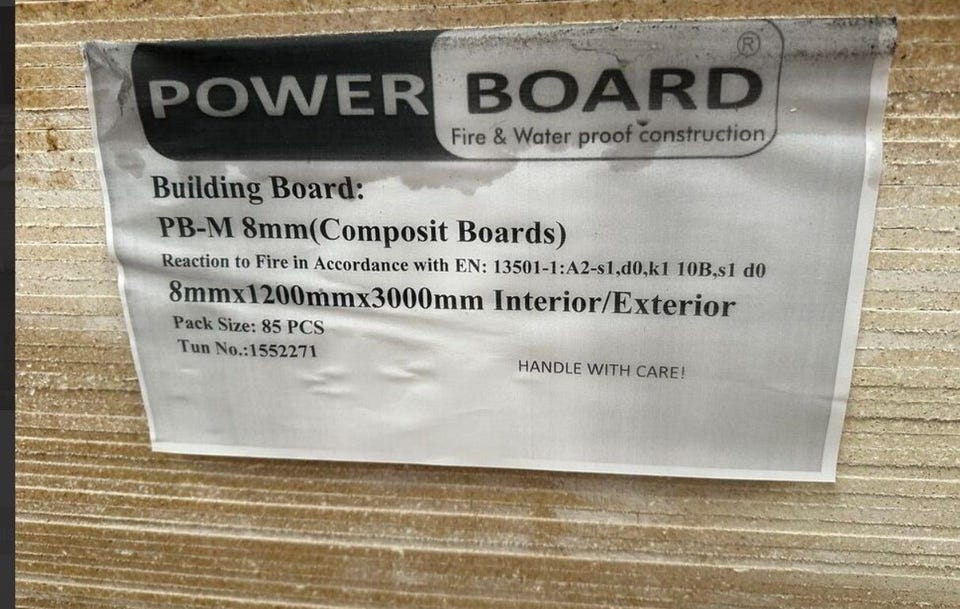 POWER BOARD ®
Fire & Water proof construction
Building Board:
PB-M 8mm(Composit Boards)
Reaction to Fire in Accordance with EN: 13501-1:A2-s1,d0,k1 10B,s1 d0
8mmx1200mmx3000mm Interior/Exterior
Pack Size: 85 PCS
Tun No.:1552271
HANDLE WITH CARE!